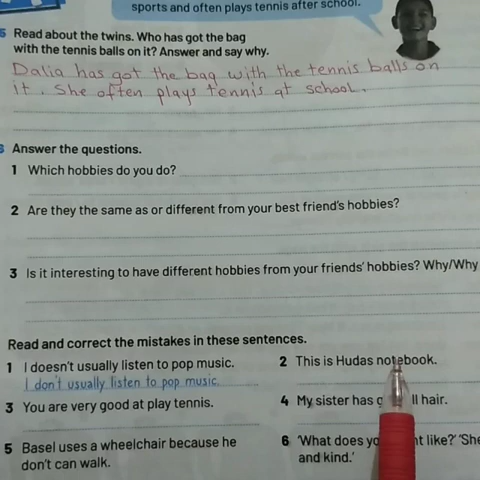 sports and often plays tennis after school.
5 Read about the twins. Who has got the bag
with the tennis balls on it? Answer and say why.
Dalia has got the bag with the tennis balls on
it. She often plays tennis at school.
Answer the questions.
1 Which hobbies do you do?
2 Are they the same as or different from your best friend's hobbies?
3 Is it interesting to have different hobbies from your friends' hobbies? Why/Why
Read and correct the mistakes in these sentences.
1 I doesn't usually listen to pop music.
2 This is Hudas notebook.
I don't usually listen to pop music.
3 You are very good at play tennis.
4 My sister has ll hair.
5 Basel uses a wheelchair because he
don't can walk.
6 'What does yo t like?' 'She
and kind.'